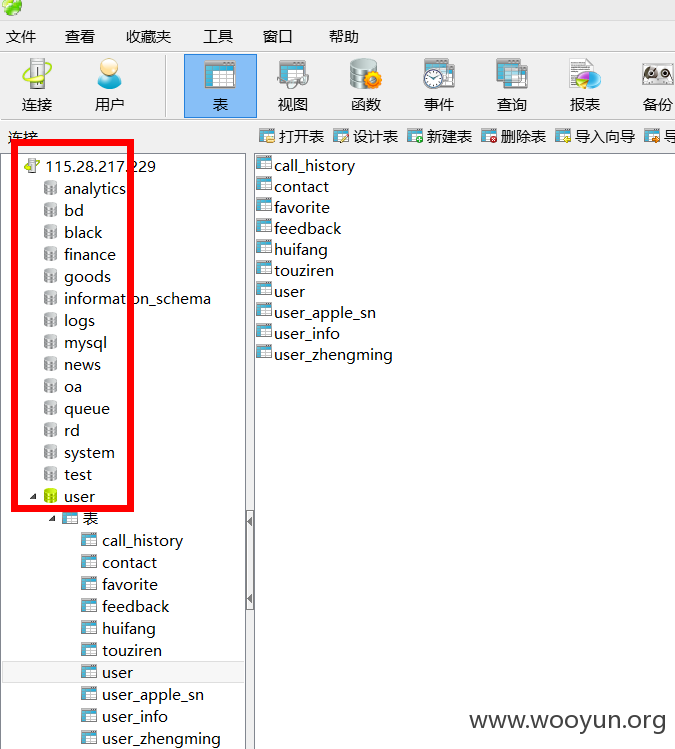 文件 查看 收藏夹 工具 窗口 帮助
连接 用户 表 视图 函数 事件 查询 报表 备份
连接 打开表 设计表 新建表 删除表 导入向导 导
115.28.217.229
analytics
bd
black
finance
goods
information_schema
logs
mysql
news
oa
queue
rd
system
test
user
表
call_history
contact
favorite
feedback
huifang
touziren
user
user_apple_sn
user_info
user_zhengming
call_history
contact
favorite
feedback
huifang
touziren
user
user_apple_sn
user_info
user_zhengming
www.wooyun.org